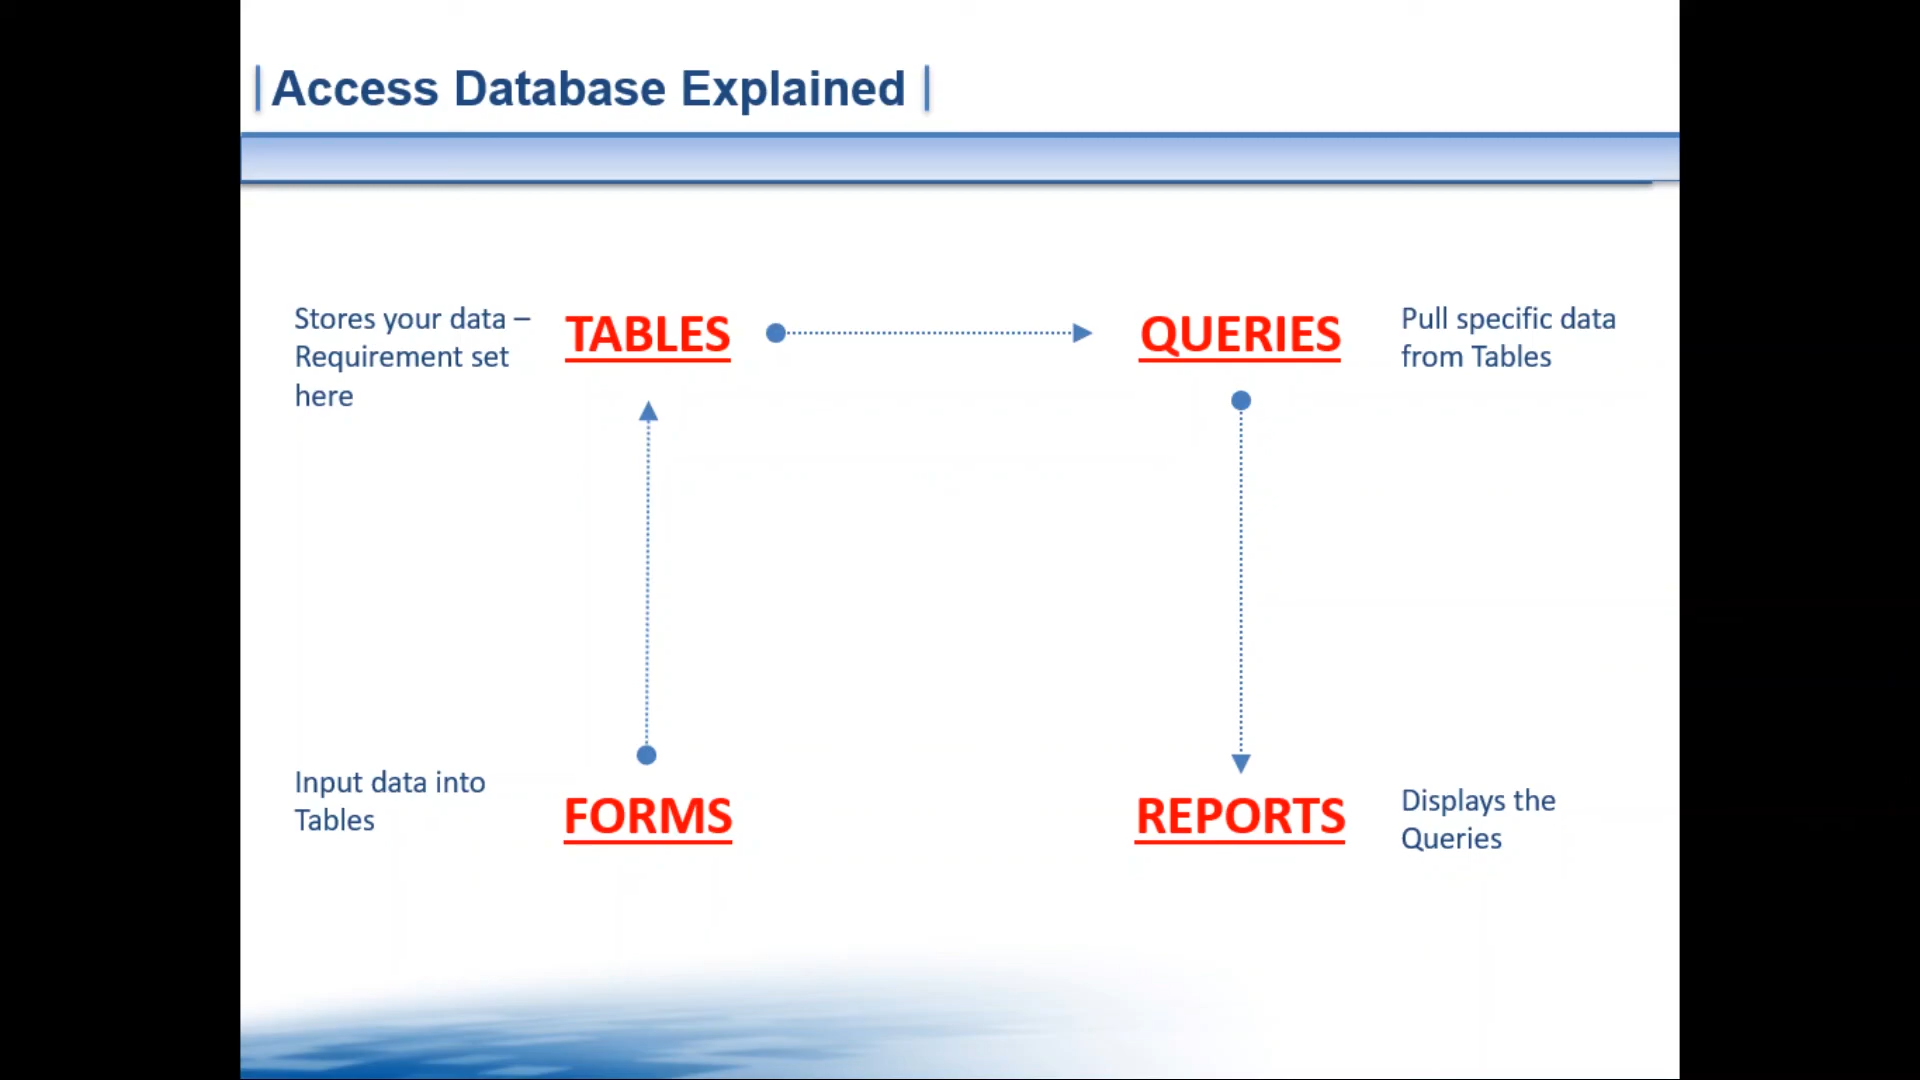 | Access Database Explained |
Stores your data –
Requirement set
here
TABLES
QUERIES
Pull specific data
from Tables
Input data into
Tables
FORMS
REPORTS
Displays the
Queries